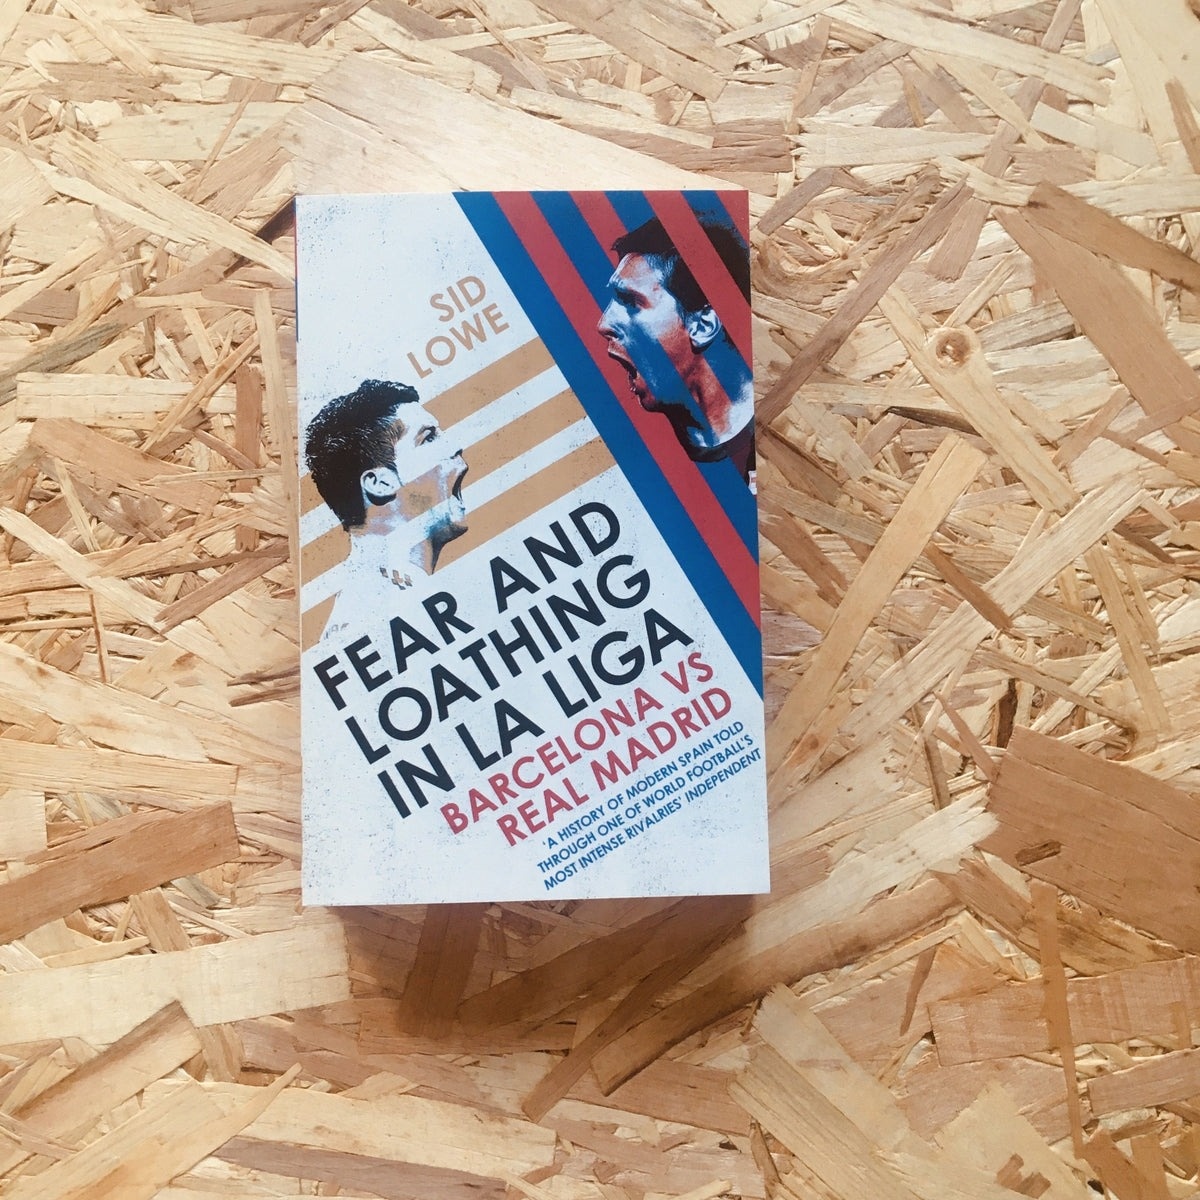 SID
LOWE
FEAR AND
LOATHING
IN LA LIGA
BARCELONA VS
REAL MADRID
'A HISTORY OF MODERN SPAIN TOLD
THROUGH ONE OF WORLD FOOTBALL'S
MOST INTENSE RIVALRIES' INDEPENDENT